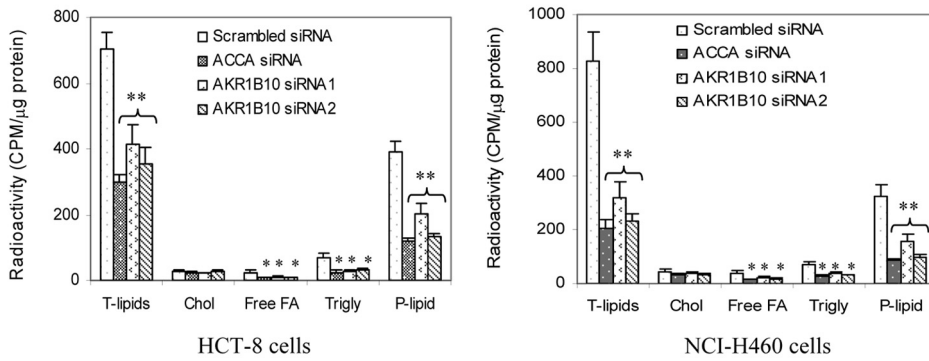 Radioactivity (CPM/µg protein)
800
600
400
200
0
Scrambled siRNA
ACCA siRNA
AKR1B10 siRNA1
AKR1B10 siRNA2
**
* * *
* * *
**
T-lipids Chol Free FA Trigly P-lipid
HCT-8 cells
Radioactivity (CPM/µg protein)
1000
800
600
400
200
0
Scrambled siRNA
ACCA siRNA
AKR1B10 siRNA1
AKR1B10 siRNA2
**
* * *
* * *
**
T-lipids Chol Free FA Trigly P-lipid
NCI-H460 cells